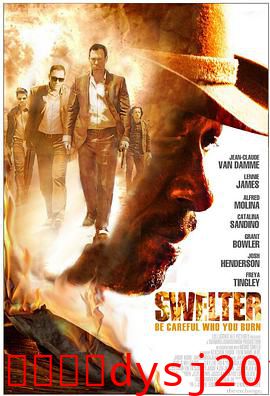 JEAN-CLAUDE
VAN DAMME
LENNIE
JAMES
ALFRED
MOLINA
CATALINA
SANDINO
GRANT
BOWLER
JOSH
HENDERSON
FREYA
TINGLEY
SWELTER
BE CAREFUL WHO YOU BURN
dysj20